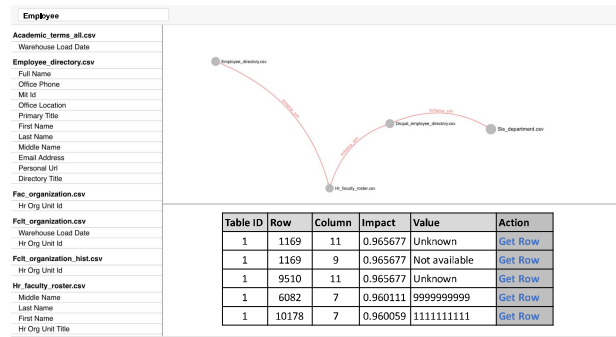 Employee
Academic_terms_all.csv
Warehouse Load Date
Employee_directory.csv
Full Name
Office Phone
Mit Id
Office Location
Primary Title
First Name
Last Name
Middle Name
Email Address
Personal Url
Directory Title
Fac_organization.csv
Hr Org Unit Id
Fclt_organization.csv
Warehouse Load Date
Hr Org Unit Id
Fclt_organization_hist.csv
Hr Org Unit Id
Hr_faculty_roster.csv
Middle Name
Last Name
First Name
Hr Org Unit Title
Employee_directory.csv
schema_sim
Drupal_employee_directory.csv
schema_sim
Sis_department.csv
schema_sim
Hr_faculty_roster.csv
Table ID Row Column Impact Value Action
1 1169 11 0.965677 Unknown Get Row
1 1169 9 0.965677 Not available Get Row
1 9510 11 0.965677 Unknown Get Row
1 6082 7 0.960111 9999999999 Get Row
1 10178 7 0.960059 1111111111 Get Row